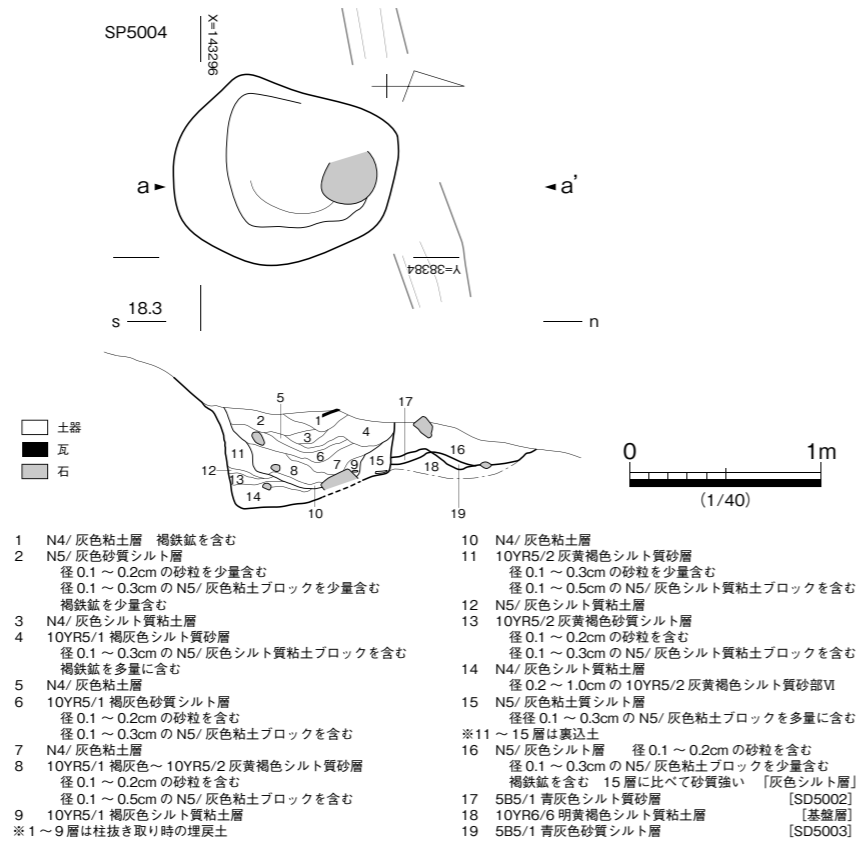 SP5004
X=143296
a
a'
Y=38384
s 18.3 n
5
17
2
1
3
4
16
6
11
7
9
15
8
18
12
13
14
10
19
土器
瓦
石
0 1m
(1/40)
1 N4/ 灰色粘土層 褐鉄鉱を含む
2 N5/ 灰色砂質シルト層
径 0.1 ~ 0.2cm の砂粒を少量含む
径 0.1 ~ 0.3cm の N5/ 灰色粘土ブロックを少量含む
褐鉄鉱を少量含む
3 N4/ 灰色シルト質粘土層
4 10YR5/1 褐灰色シルト質砂層
径 0.1 ~ 0.3cm の N5/ 灰色シルト質粘土ブロックを含む
褐鉄鉱を多量に含む
5 N4/ 灰色粘土層
6 10YR5/1 褐灰色砂質シルト層
径 0.1 ~ 0.2cm の砂粒を含む
径 0.1 ~ 0.3cm の N5/ 灰色粘土ブロックを含む
7 N4/ 灰色粘土層
8 10YR5/1 褐灰色~ 10YR5/2 灰黄褐色シルト質砂層
径 0.1 ~ 0.2cm の砂粒を含む
径 0.1 ~ 0.5cm の N5/ 灰色粘土ブロックを含む
9 10YR5/1 褐灰色シルト質粘土層
※1~9層は柱抜き取り時の埋戻土
10 N4/ 灰色粘土層
11 10YR5/2 灰黄褐色シルト質砂層
径 0.1 ~ 0.3cm の砂粒を少量含む
径 0.1 ~ 0.5cm の N5/ 灰色シルト質粘土ブロックを含む
12 N5/ 灰色シルト質粘土層
13 10YR5/2 灰黄褐色砂質シルト層
径 0.1 ~ 0.2cm の砂粒を含む
径 0.1 ~ 0.3cm の N5/ 灰色シルト質粘土ブロックを含む
14 N4/ 灰色シルト質粘土層
径 0.2 ~ 1.0cm の 10YR5/2 灰黄褐色シルト質砂部Ⅵ
15 N5/ 灰色粘土質シルト層
径径 0.1 ~ 0.3cm の N5/ 灰色粘土ブロックを多量に含む
※11 ~ 15 層は裏込土
16 N5/ 灰色シルト層 径 0.1 ~ 0.2cm の砂粒を含む
径 0.1 ~ 0.3cm の N5/ 灰色粘土ブロックを少量含む
褐鉄鉱を含む 15 層に比べて砂質強い 「灰色シルト層」
17 5B5/1 青灰色シルト質砂層 [SD5002]
18 10YR6/6 明黄褐色シルト質粘土層 [基盤層]
19 5B5/1 青灰色砂質シルト層 [SD5003]